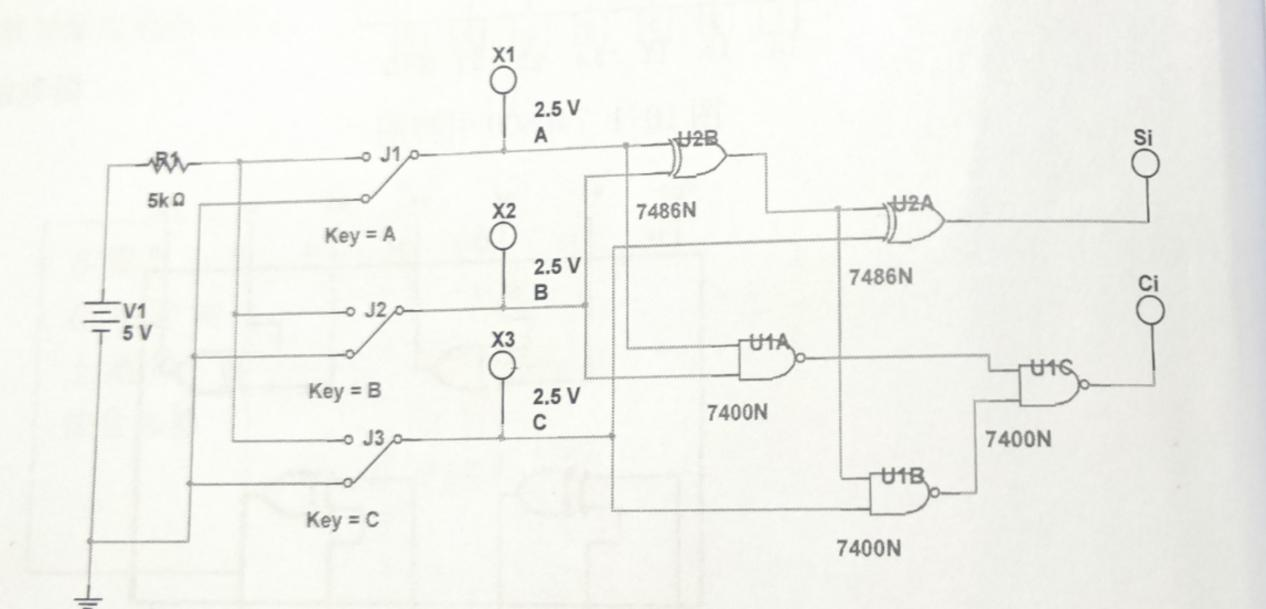 X1
2.5 V
A
R1
5k Ω
J1
Key = A
U2B
7486N
Si
U2A
7486N
X2
2.5 V
B
V1
5 V
J2
Key = B
Ci
X3
2.5 V
C
U1A
7400N
U1C
7400N
J3
Key = C
U1B
7400N